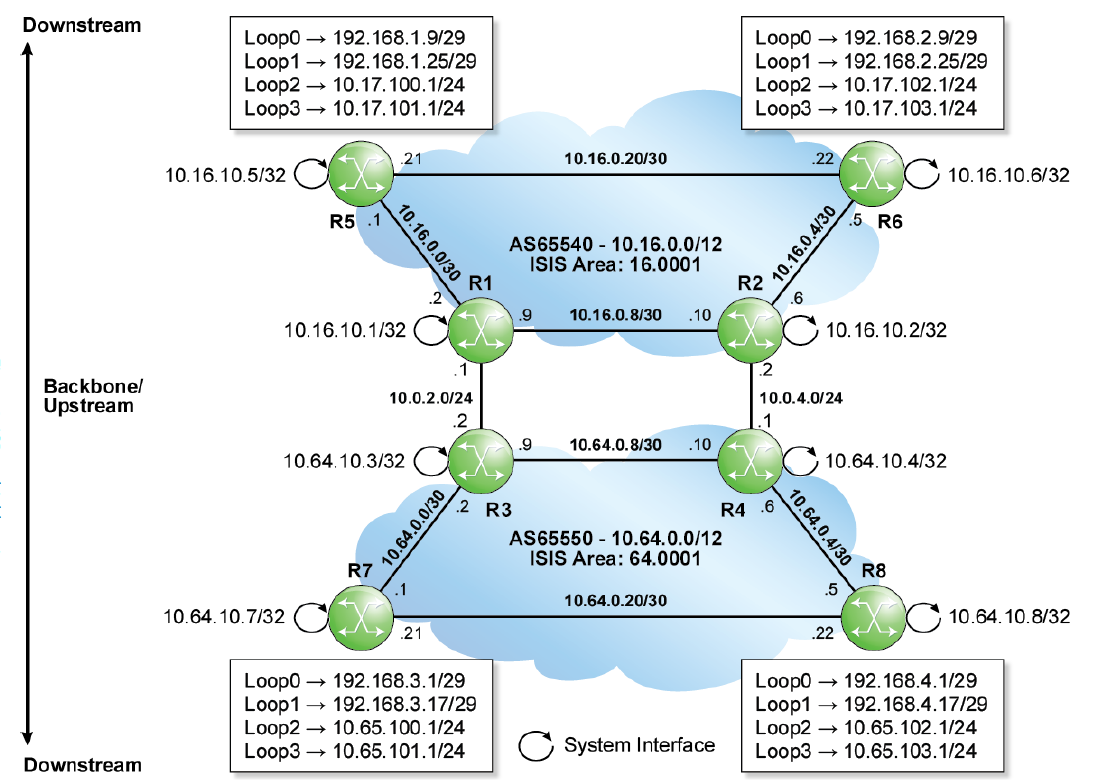 Downstream
Loop0 → 192.168.1.9/29
Loop1 → 192.168.1.25/29
Loop2 → 10.17.100.1/24
Loop3 → 10.17.101.1/24
Loop0 → 192.168.2.9/29
Loop1 → 192.168.2.25/29
Loop2 → 10.17.102.1/24
Loop3 → 10.17.103.1/24
10.16.10.5/32
.21
10.16.0.20/30
.22
10.16.10.6/32
R5
.1
10.16.0.0/30
AS65540 - 10.16.0.0/12
ISIS Area: 16.0001
10.16.0.4/30
.5
R6
R1
.2
R2
.6
10.16.10.1/32
.9
10.16.0.8/30
.10
10.16.10.2/32
.1
.2
Backbone/
Upstream
10.0.2.0/24
10.0.4.0/24
.2
.1
10.64.10.3/32
.9
10.64.0.8/30
.10
10.64.10.4/32
.2
R3
R4
.6
10.64.0.0/30
AS65550 - 10.64.0.0/12
ISIS Area: 64.0001
10.64.0.4/30
R7
.1
R8
.5
10.64.10.7/32
.21
10.64.0.20/30
.22
10.64.10.8/32
Loop0 → 192.168.3.1/29
Loop1 → 192.168.3.17/29
Loop2 → 10.65.100.1/24
Loop3 → 10.65.101.1/24
System Interface
Loop0 → 192.168.4.1/29
Loop1 → 192.168.4.17/29
Loop2 → 10.65.102.1/24
Loop3 → 10.65.103.1/24
Downstream